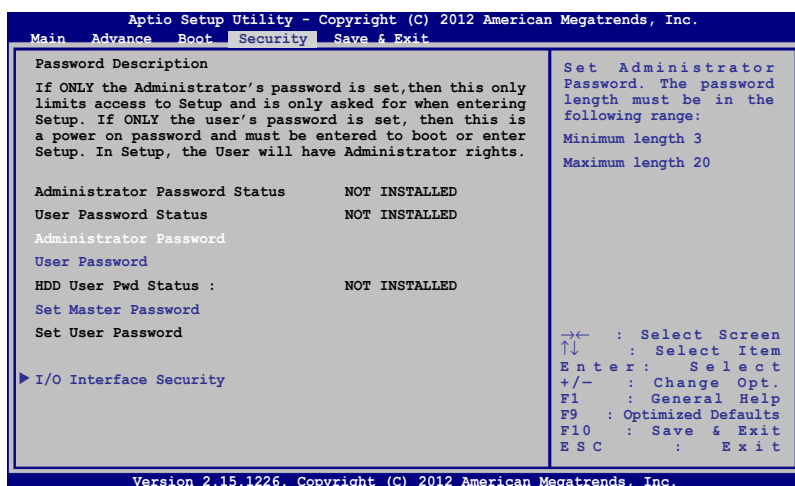 Aptio Setup Utility - Copyright (C) 2012 American Megatrends, Inc.
Main Advance Boot Security Save & Exit
Password Description
If ONLY the Administrator's password is set,then this only
limits access to Setup and is only asked for when entering
Setup. If ONLY the user's password is set, then this is
a power on password and must be entered to boot or enter
Setup. In Setup, the User will have Administrator rights.
Administrator Password Status NOT INSTALLED
User Password Status NOT INSTALLED
Administrator Password
User Password
HDD User Pwd Status : NOT INSTALLED
Set Master Password
Set User Password
▶ I/O Interface Security
Set Administrator
Password. The password
length must be in the
following range:
Minimum length 3
Maximum length 20
→← : Select Screen
↑↓ : Select Item
Enter: Select
+/— : Change Opt.
F1 : General Help
F9 : Optimized Defaults
F10 : Save & Exit
ESC : Exit
Version 2.15.1226. Copyright (C) 2012 American Megatrends, Inc.